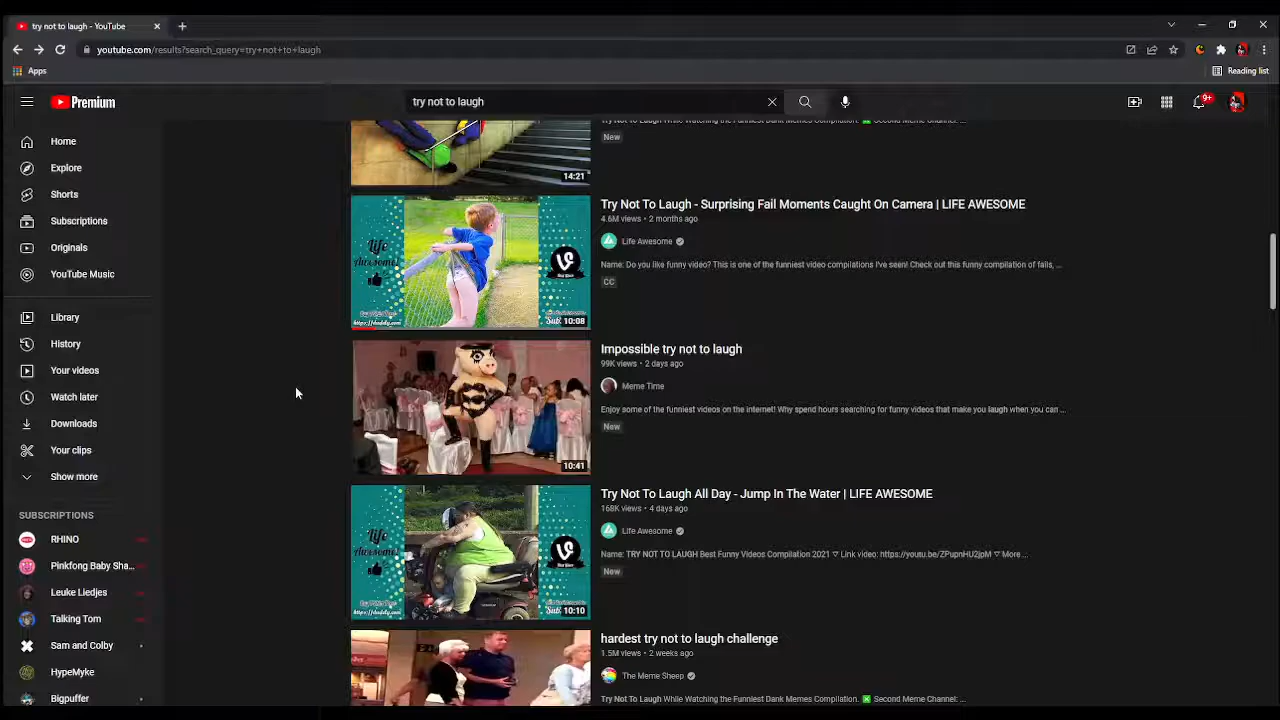 try not to laugh - YouTube
youtube.com/results?search_query=try+not+to+laugh
Apps
Reading list
Premium
try not to laugh
9+
Home
Explore
Shorts
Subscriptions
Originals
YouTube Music
Library
History
Your videos
Watch later
Downloads
Your clips
Show more
SUBSCRIPTIONS
RHINO
Pinkfong Baby Sha...
Leuke Liedjes
Talking Tom
Sam and Colby
HypeMyke
Bigpuffer
Try Not To Laugh While Watching the Funniest Dank Memes Compilation. Second Meme Channel: ...
New
14:21
Try Not To Laugh - Surprising Fail Moments Caught On Camera | LIFE AWESOME
4.6M views • 2 months ago
Life Awesome
Name: Do you like funny video? This is one of the funniest video compilations I've seen! Check out this funny compilation of fails, ...
CC
Life
Awesome!
10:08
Impossible try not to laugh
99K views • 2 days ago
Meme Time
Enjoy some of the funniest videos on the internet! Why spend hours searching for funny videos that make you laugh when you can ...
New
10:41
Try Not To Laugh All Day - Jump In The Water | LIFE AWESOME
168K views • 4 days ago
Life Awesome
Name: TRY NOT TO LAUGH Best Funny Videos Compilation 2021 ▽ Link video: https://youtu.be/ZPupnHU2jpM ▽ More ...
New
Life
Awesome!
10:10
hardest try not to laugh challenge
1.5M views • 2 weeks ago
The Meme Sheep
Try Not To Laugh While Watching the Funniest Dank Memes Compilation. Second Meme Channel: ...